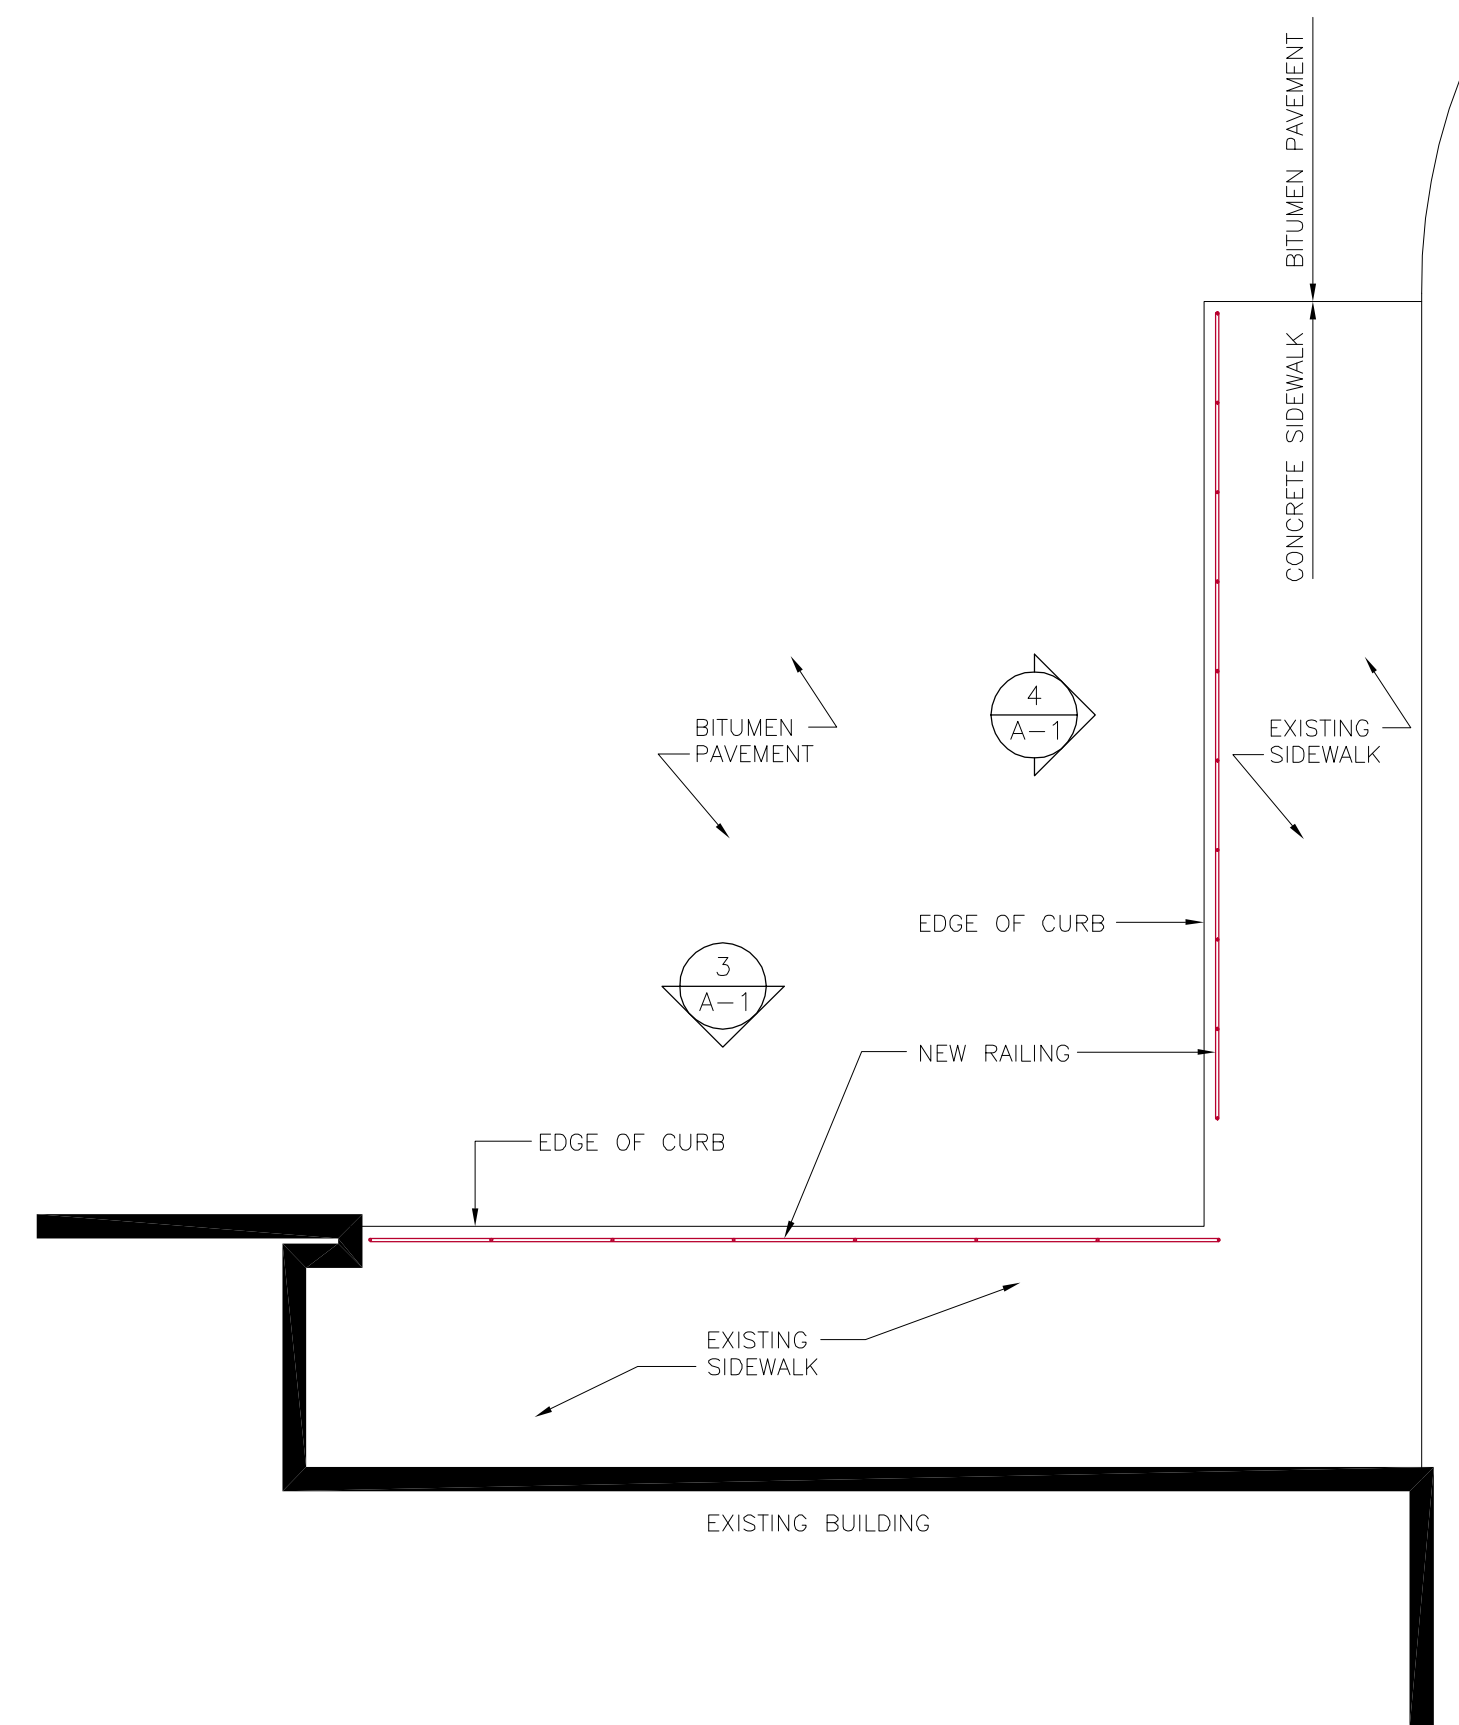 BITUMEN PAVEMENT
CONCRETE SIDEWALK
4
A-1
BITUMEN
PAVEMENT
EXISTING
SIDEWALK
EDGE OF CURB
3
A-1
NEW RAILING
EDGE OF CURB
EXISTING
SIDEWALK
EXISTING BUILDING